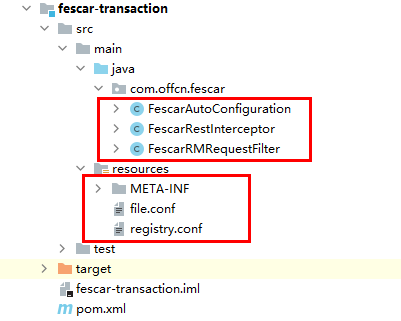 fescar-transaction
src
main
java
com.offcn.fescar
FescarAutoConfiguration
FescarRestInterceptor
FescarRMRequestFilter
resources
META-INF
file.conf
registry.conf
test
target
fescar-transaction.iml
pom.xml